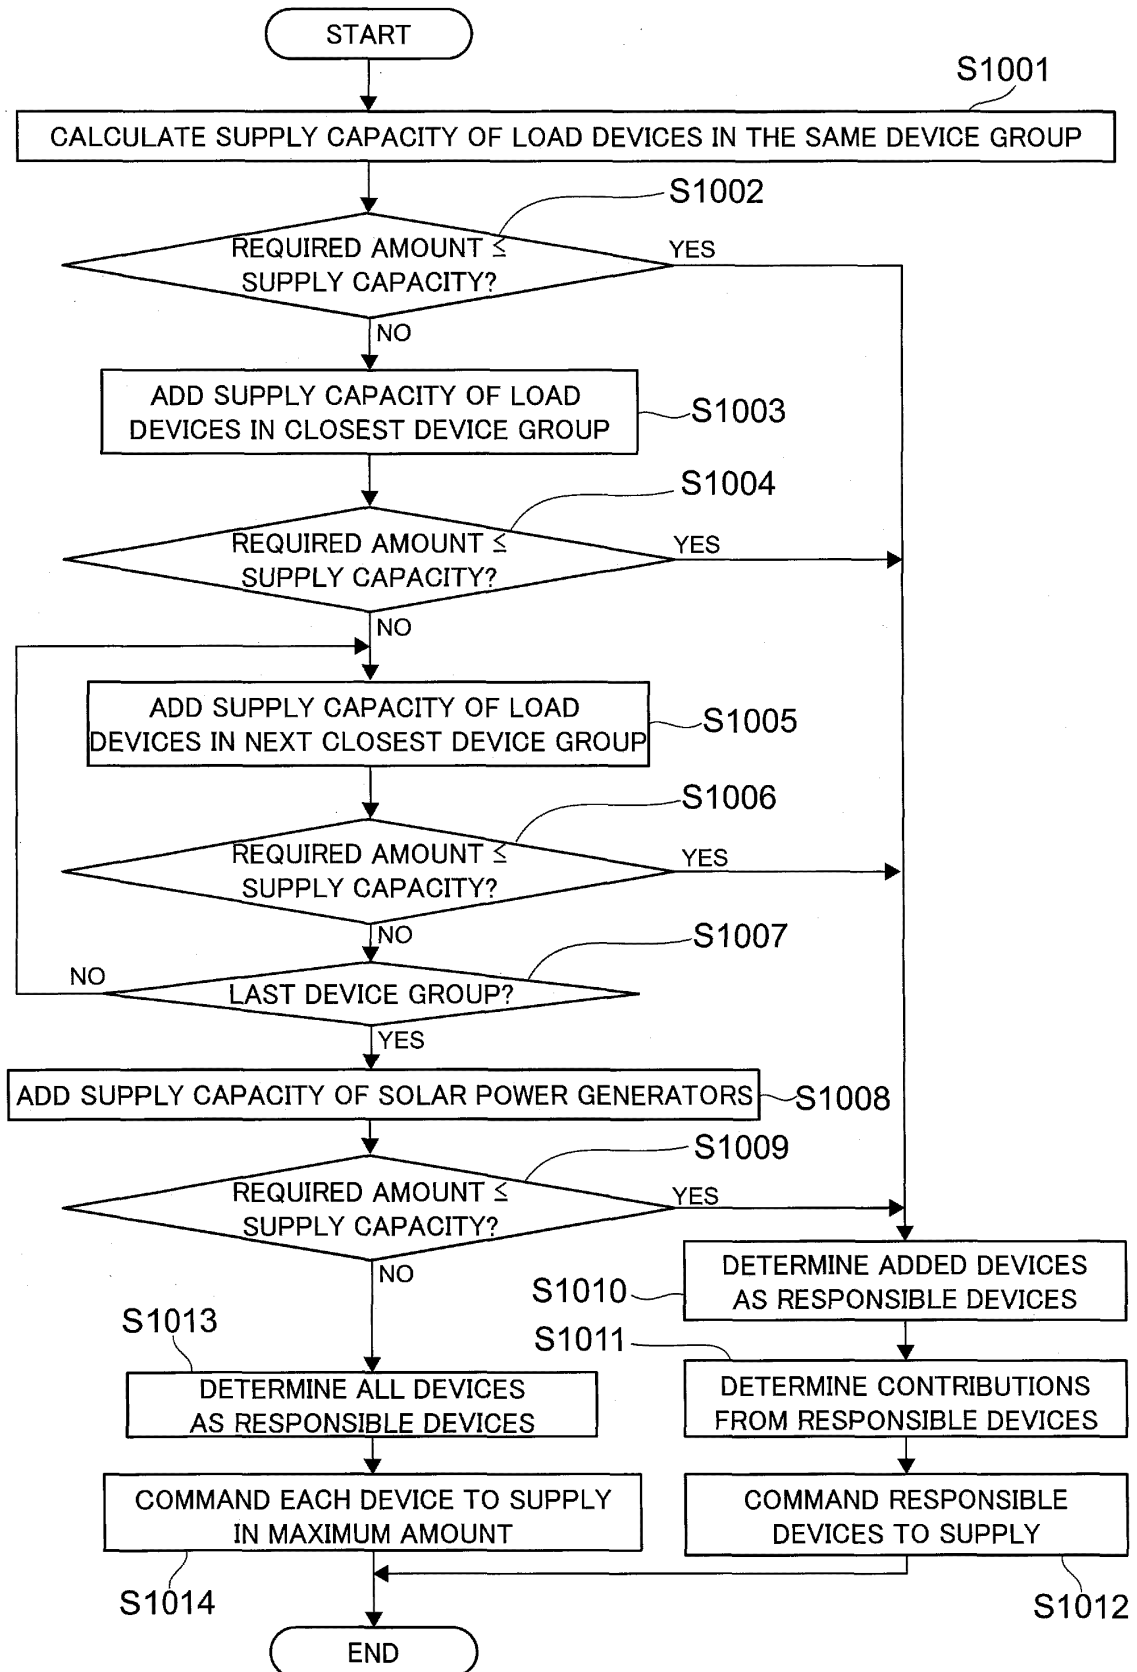 START
S1001
CALCULATE SUPPLY CAPACITY OF LOAD DEVICES IN THE SAME DEVICE GROUP
S1002
REQUIRED AMOUNT ≦
SUPPLY CAPACITY?
YES
NO
ADD SUPPLY CAPACITY OF LOAD
DEVICES IN CLOSEST DEVICE GROUP
S1003
S1004
REQUIRED AMOUNT ≦
SUPPLY CAPACITY?
YES
NO
ADD SUPPLY CAPACITY OF LOAD
DEVICES IN NEXT CLOSEST DEVICE GROUP
S1005
S1006
REQUIRED AMOUNT ≦
SUPPLY CAPACITY?
YES
NO
S1007
NO
LAST DEVICE GROUP?
YES
ADD SUPPLY CAPACITY OF SOLAR POWER GENERATORS
S1008
S1009
REQUIRED AMOUNT ≦
SUPPLY CAPACITY?
YES
NO
DETERMINE ADDED DEVICES
AS RESPONSIBLE DEVICES
S1010
S1013
S1011
DETERMINE ALL DEVICES
AS RESPONSIBLE DEVICES
DETERMINE CONTRIBUTIONS
FROM RESPONSIBLE DEVICES
COMMAND EACH DEVICE TO SUPPLY
IN MAXIMUM AMOUNT
COMMAND RESPONSIBLE
DEVICES TO SUPPLY
S1014
S1012
END